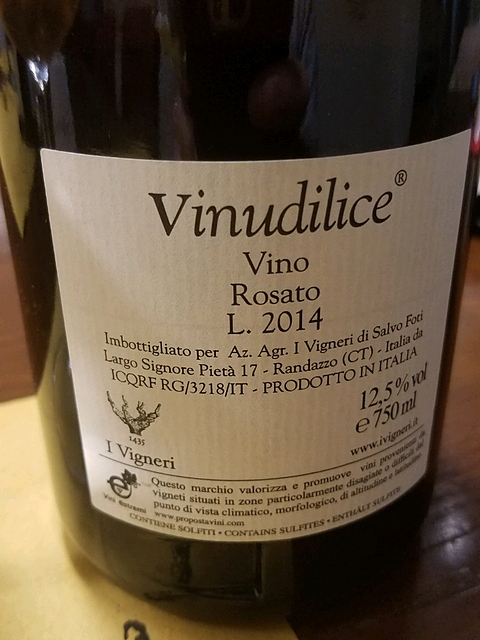 Vinudilice®
Vino
Rosato
L. 2014
Imbottigliato per Az. Agr. I Vigneri di Salvo Foti
Largo Signore Pietà 17 - Randazzo (CT) - Italia da
ICQRF RG/3218/IT - PRODOTTO IN ITALIA
12,5 % vol
e 750 ml
1435
I Vigneri
www.ivigneri.it
Questo marchio valorizza e promuove vini provenienti da
vigneti situati in zone particolarmente disagiate o difficili dal
punto di vista climatico, morfologico, di altitudine e latitudine.
Vini estremi
www.propostavini.com
CONTIENE SOLFITI • CONTAINS SULFITES • ENTHÄLT SULFITE